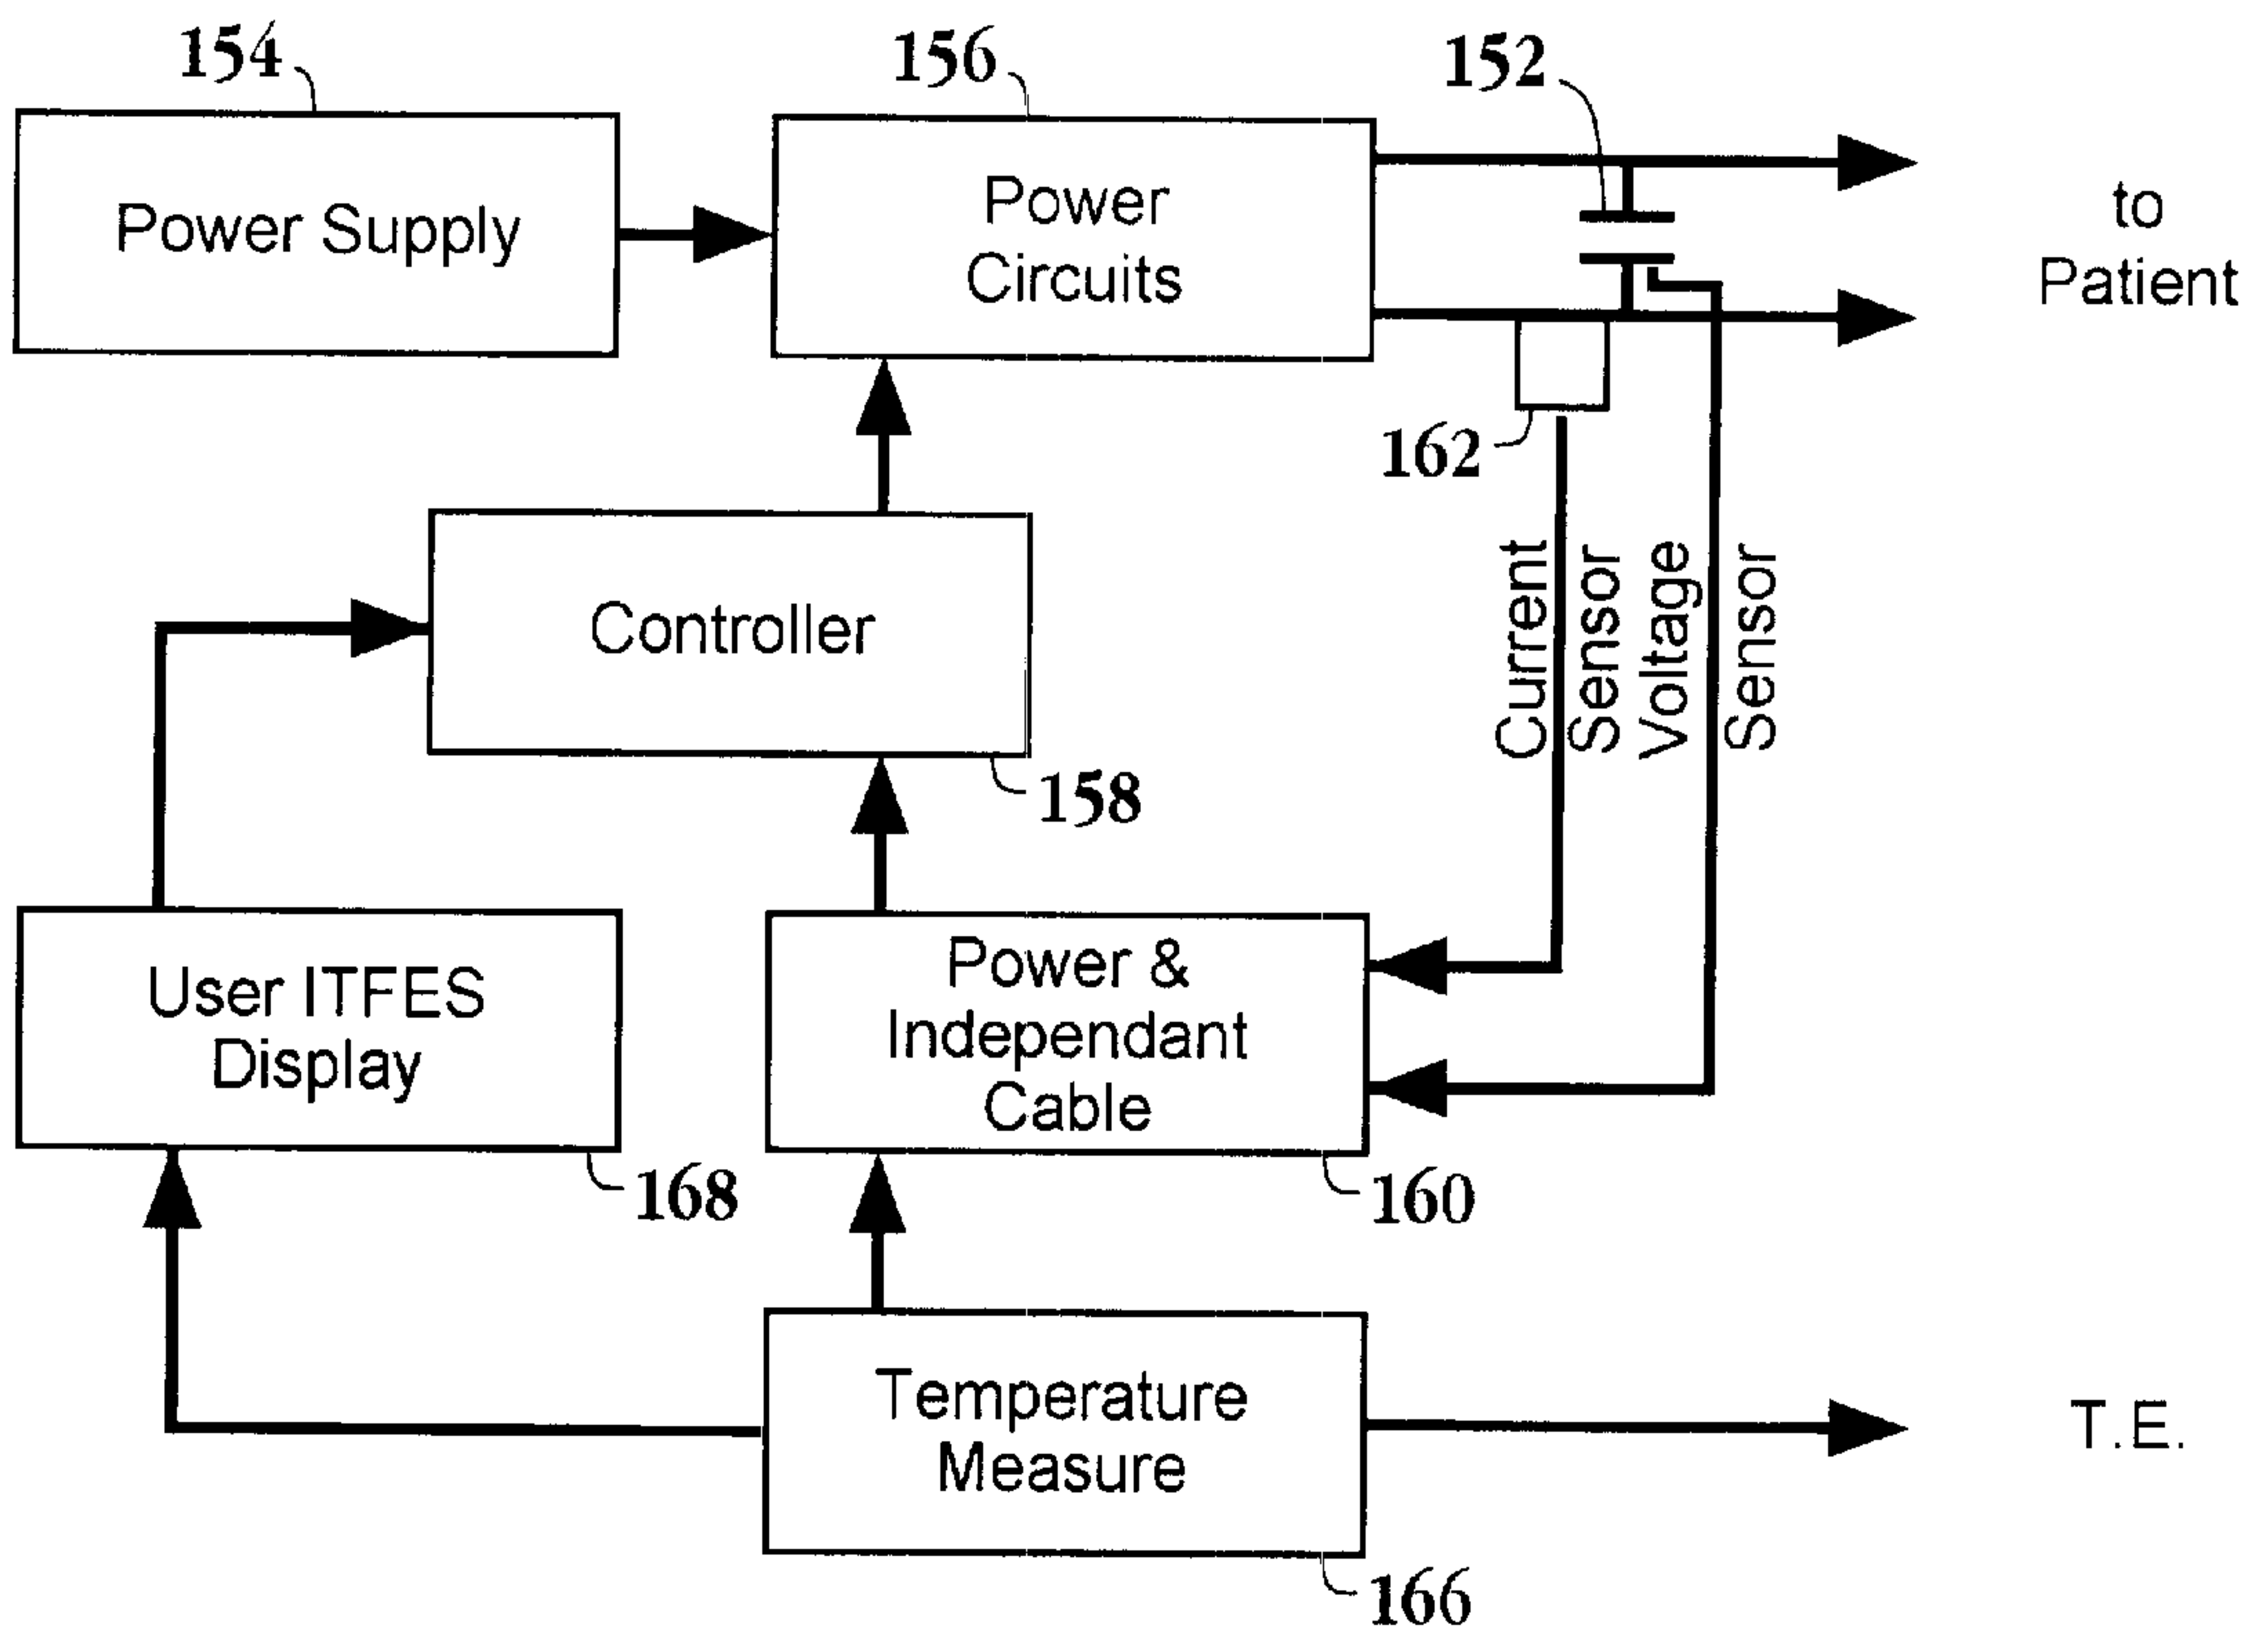 154
156
152
Power Supply
Power
Circuits
to
Patient
162
Controller
Current
Sensor
Voltage
Sensor
158
User ITFES
Display
Power &
Independant
Cable
168
160
Temperature
Measure
T.E.
166